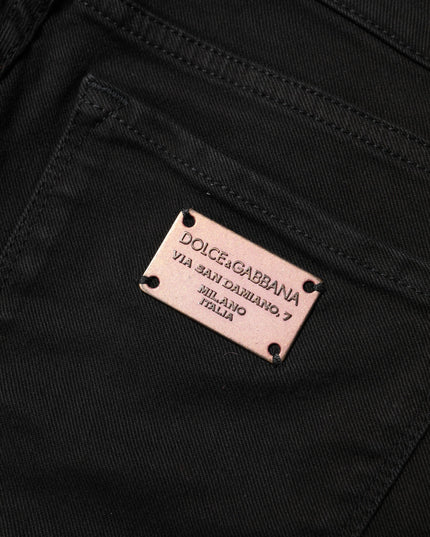 DOLCE&GABBANA
VIA SAN DAMIANO, 7
MILANO
ITALIA